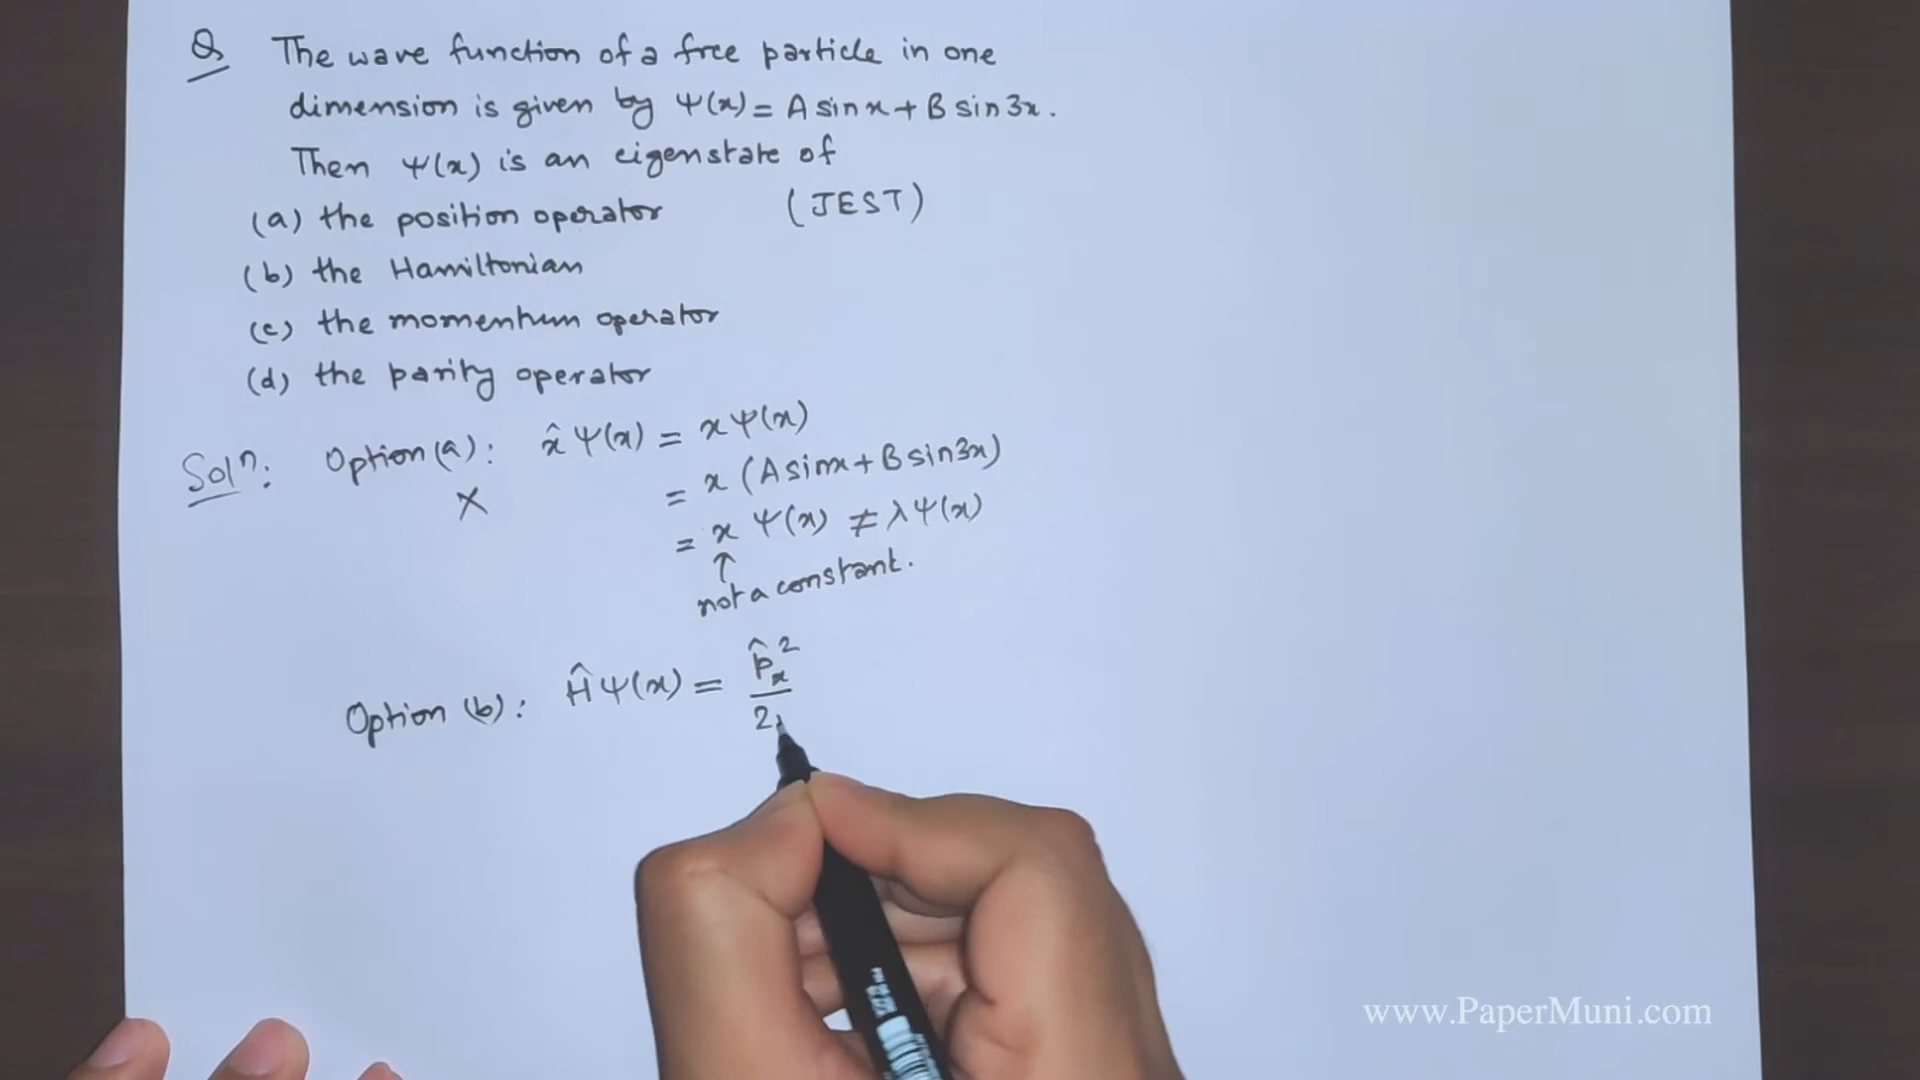 Q The wave function of a free particle in one
dimension is given by Ψ(x) = A sin x + B sin 3x.
Then Ψ(x) is an eigenstate of
(a) the position operator (JEST)
(b) the Hamiltonian
(c) the momentum operator
(d) the parity operator
Solⁿ: Option (a): x̂ Ψ(x) = x Ψ(x)
X = x (A sin x + B sin 3x)
= x Ψ(x) ≠ λ Ψ(x)
↑
not a constant.
Option (b): Ĥ Ψ(x) = p̂ₓ² / 2
www.PaperMuni.com